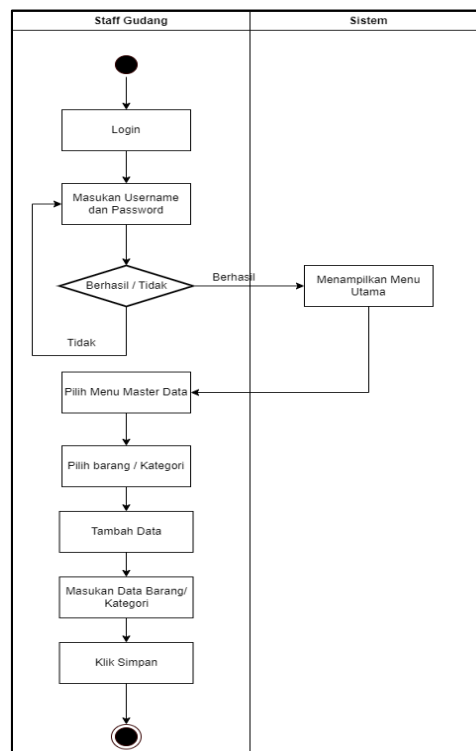 Staff Gudang
Sistem
Login
Masukan Username
dan Password
Berhasil / Tidak
Berhasil
Menampilkan Menu
Utama
Tidak
Pilih Menu Master Data
Pilih barang / Kategori
Tambah Data
Masukan Data Barang/
Kategori
Klik Simpan